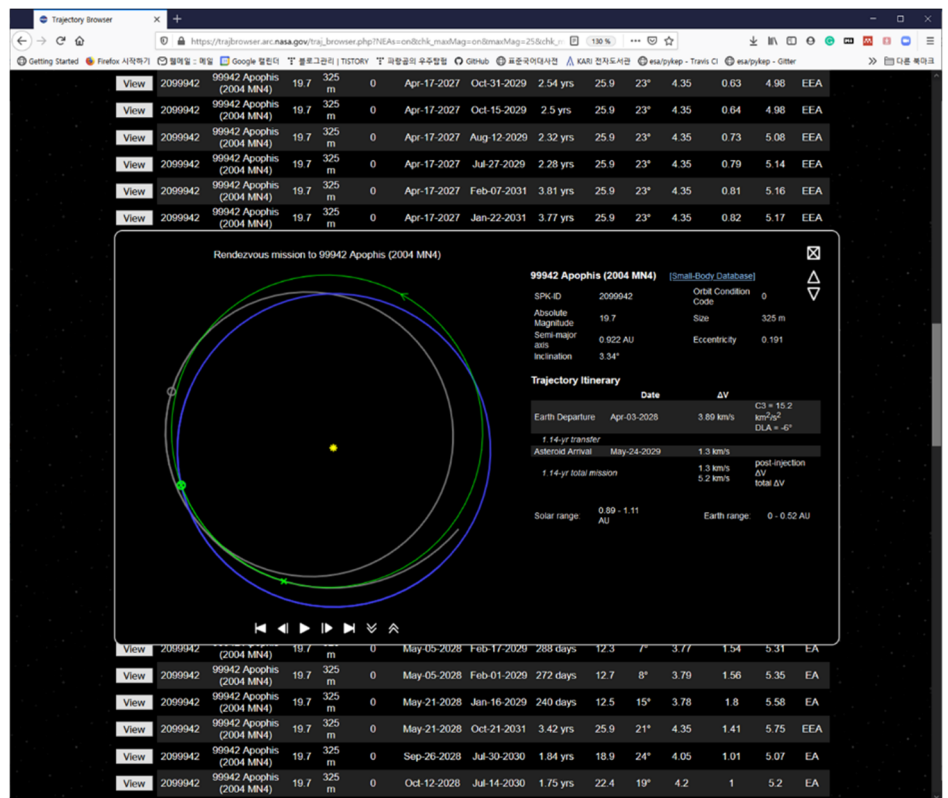 Trajectory Browser
https://trajbrowser.arc.nasa.gov/traj_browser.php?NEAs=on&chk_maxMag=on&maxMag=25&chk_ 130 %
Getting Started Firefox 시작하기 웹메일 :: 메일 Google 캘린더 블로그관리 | TISTORY 파랑골의 우주탐험 GitHub 표준국어대사전 KARI 전자도서관 esa/pykep - Travis CI esa/pykep - Gitter 다른 북마크
View 2099942 99942 Apophis (2004 MN4) 19.7 325 m 0 Apr-17-2027 Oct-31-2029 2.54 yrs 25.9 23° 4.35 0.63 4.98 EEA
View 2099942 99942 Apophis (2004 MN4) 19.7 325 m 0 Apr-17-2027 Oct-15-2029 2.5 yrs 25.9 23° 4.35 0.64 4.98 EEA
View 2099942 99942 Apophis (2004 MN4) 19.7 325 m 0 Apr-17-2027 Aug-12-2029 2.32 yrs 25.9 23° 4.35 0.73 5.08 EEA
View 2099942 99942 Apophis (2004 MN4) 19.7 325 m 0 Apr-17-2027 Jul-27-2029 2.28 yrs 25.9 23° 4.35 0.79 5.14 EEA
View 2099942 99942 Apophis (2004 MN4) 19.7 325 m 0 Apr-17-2027 Feb-07-2031 3.81 yrs 25.9 23° 4.35 0.81 5.16 EEA
View 2099942 99942 Apophis (2004 MN4) 19.7 325 m 0 Apr-17-2027 Jan-22-2031 3.77 yrs 25.9 23° 4.35 0.82 5.17 EEA
Rendezvous mission to 99942 Apophis (2004 MN4)
99942 Apophis (2004 MN4) [Small-Body Database]
SPK-ID 2099942 Orbit Condition Code 0
Absolute Magnitude 19.7 Size 325 m
Semi-major axis 0.922 AU Eccentricity 0.191
Inclination 3.34°
Trajectory Itinerary
Date ΔV
Earth Departure Apr-03-2028 3.89 km/s C3 = 15.2 km²/s² DLA = -6°
1.14-yr transfer
Asteroid Arrival May-24-2029 1.3 km/s
1.14-yr total mission 1.3 km/s post-injection ΔV
5.2 km/s total ΔV
Solar range: 0.89 - 1.11 AU Earth range: 0 - 0.52 AU
View 2099942 (2004 MN4) 19.7 m 0 May-05-2028 Feb-17-2029 288 days 12.3 7° 3.77 1.54 5.31 EA
View 2099942 99942 Apophis (2004 MN4) 19.7 325 m 0 May-05-2028 Feb-01-2029 272 days 12.7 8° 3.79 1.56 5.35 EA
View 2099942 99942 Apophis (2004 MN4) 19.7 325 m 0 May-21-2028 Jan-16-2029 240 days 12.5 15° 3.78 1.8 5.58 EA
View 2099942 99942 Apophis (2004 MN4) 19.7 325 m 0 May-21-2028 Oct-21-2031 3.42 yrs 25.9 21° 4.35 1.41 5.75 EEA
View 2099942 99942 Apophis (2004 MN4) 19.7 325 m 0 Sep-26-2028 Jul-30-2030 1.84 yrs 18.9 24° 4.05 1.01 5.07 EA
View 2099942 99942 Apophis (2004 MN4) 19.7 325 m 0 Oct-12-2028 Jul-14-2030 1.75 yrs 22.4 19° 4.2 1 5.2 EA